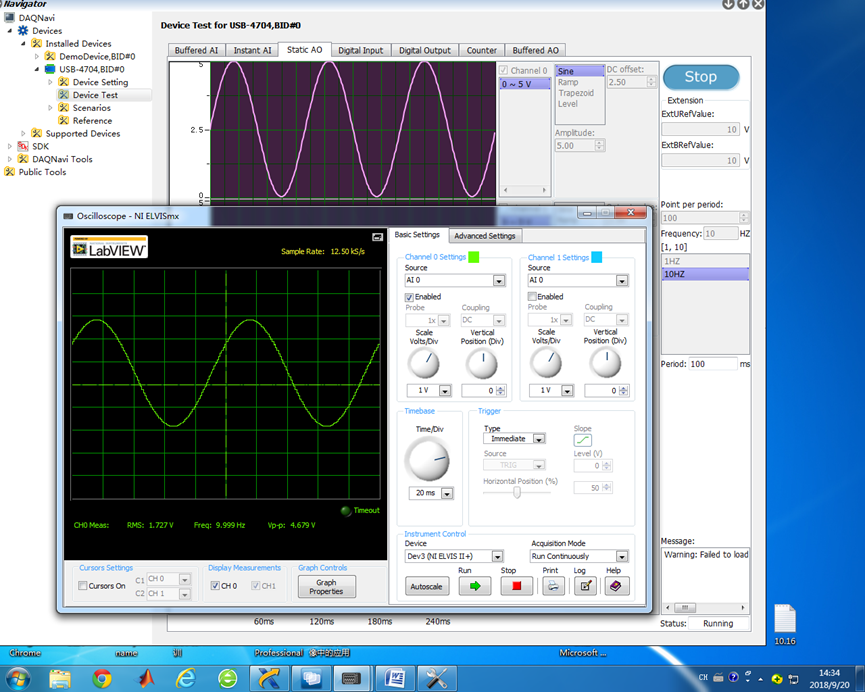 Navigator
DAQNavi
Devices
Installed Devices
DemoDevice,BID#0
USB-4704,BID#0
Device Setting
Device Test
Scenarios
Reference
Supported Devices
SDK
DAQNavi Tools
Public Tools
Device Test for USB-4704,BID#0
Buffered AI Instant AI Static AO Digital Input Digital Output Counter Buffered AO
5
2.5
0
Channel 0
0 ~ 5 V
Sine
Ramp
Trapezoid
Level
DC offset:
2.50
Amplitude:
5.00
Stop
Extension
ExtURefValue:
10 V
ExtBRefValue:
10 V
Point per period:
100
Frequency: 10 HZ
[1, 10]
1HZ
10HZ
Period: 100 ms
Message:
Warning: Failed to load
Status: Running
Oscilloscope - NI ELVISmx
LabVIEW
Sample Rate: 12.50 kS/s
Timeout
CH0 Meas: RMS: 1.727 V Freq: 9.999 Hz Vp-p: 4.679 V
Cursors Settings
Cursors On
C1 CH 0
C2 CH 1
Display Measurements
CH 0 CH 1
Graph Controls
Graph
Properties
Basic Settings Advanced Settings
Channel 0 Settings
Source
AI 0
Enabled
Probe Coupling
1x DC
Scale Vertical
Volts/Div Position (Div)
1 V 0
Channel 1 Settings
Source
AI 0
Enabled
Probe Coupling
1x DC
Scale Vertical
Volts/Div Position (Div)
1 V 0
Timebase
Time/Div
20 ms
Trigger
Type Slope
Immediate
Source Level (V)
TRIG 0
Horizontal Position (%)
50
Instrument Control
Device Acquisition Mode
Dev3 (NI ELVIS II+) Run Continuously
Run Stop Print Log Help
Autoscale
60ms 120ms 180ms 240ms
10.16
Chrome name Professional Microsoft ...
CH
14:34
2018/9/20